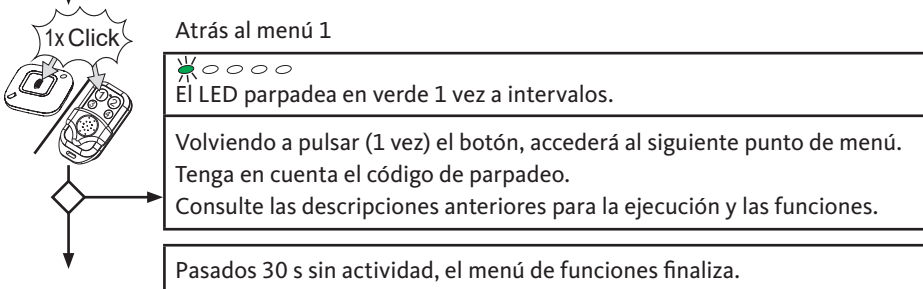 1x Click
Atrás al menú 1
El LED parpadea en verde 1 vez a intervalos.
Volviendo a pulsar (1 vez) el botón, accederá al siguiente punto de menú.
Tenga en cuenta el código de parpadeo.
Consulte las descripciones anteriores para la ejecución y las funciones.
Pasados 30 s sin actividad, el menú de funciones finaliza.